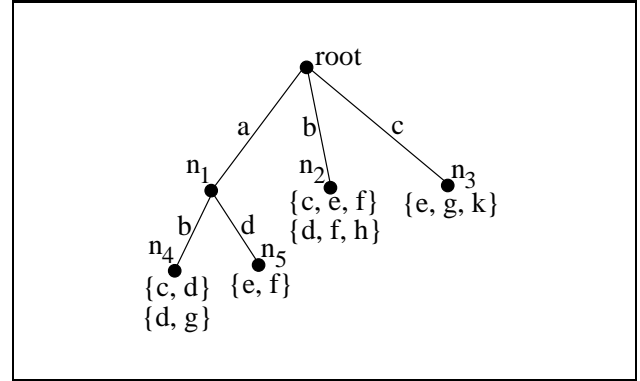 root
a
b
c
n1
n2
n3
{c, e, f}
{e, g, k}
{d, f, h}
b
d
n4
n5
{c, d}
{e, f}
{d, g}